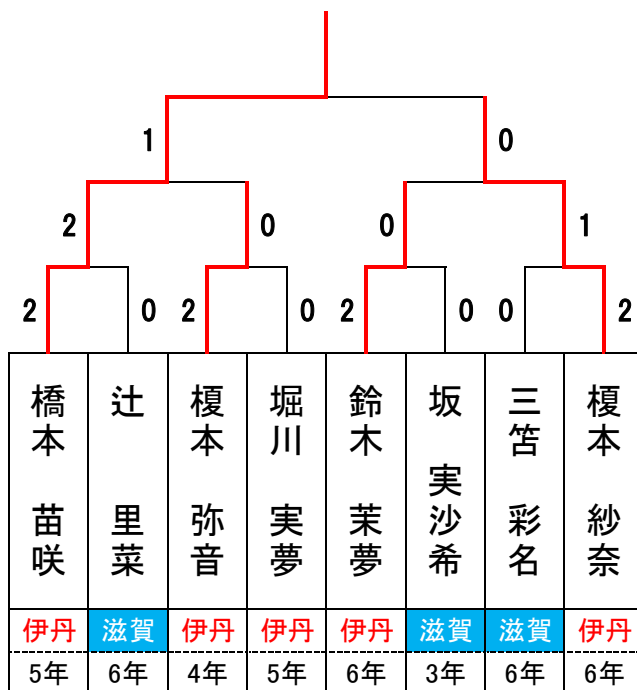 1 0
2 0 0 1
2 0 2 0 2 0 0 2
橋本 苗咲
辻 里菜
榎本 弥音
堀川 実夢
鈴木 茉夢
坂 実沙希
三笘 彩名
榎本 紗奈
伊丹 滋賀 伊丹 伊丹 伊丹 滋賀 滋賀 伊丹
5年 6年 4年 5年 6年 3年 6年 6年